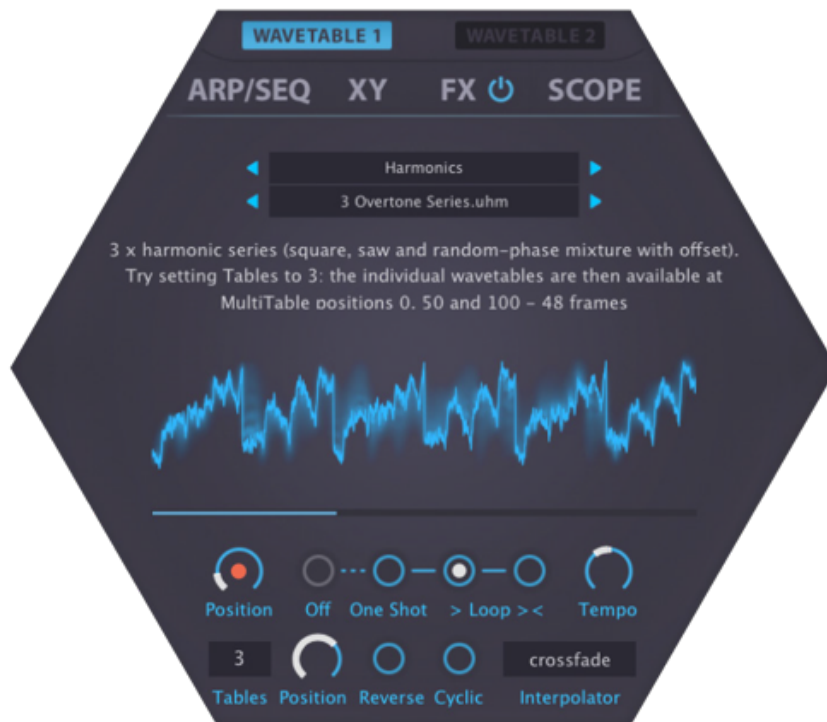 WAVETABLE 1 WAVETABLE 2
ARP/SEQ XY FX SCOPE
Harmonics
3 Overtone Series.uhm
3 x harmonic series (square, saw and random-phase mixture with offset).
Try setting Tables to 3: the individual wavetables are then available at
MultiTable positions 0, 50 and 100 - 48 frames
Position Off One Shot > Loop > < Tempo
3 crossfade
Tables Position Reverse Cyclic Interpolator